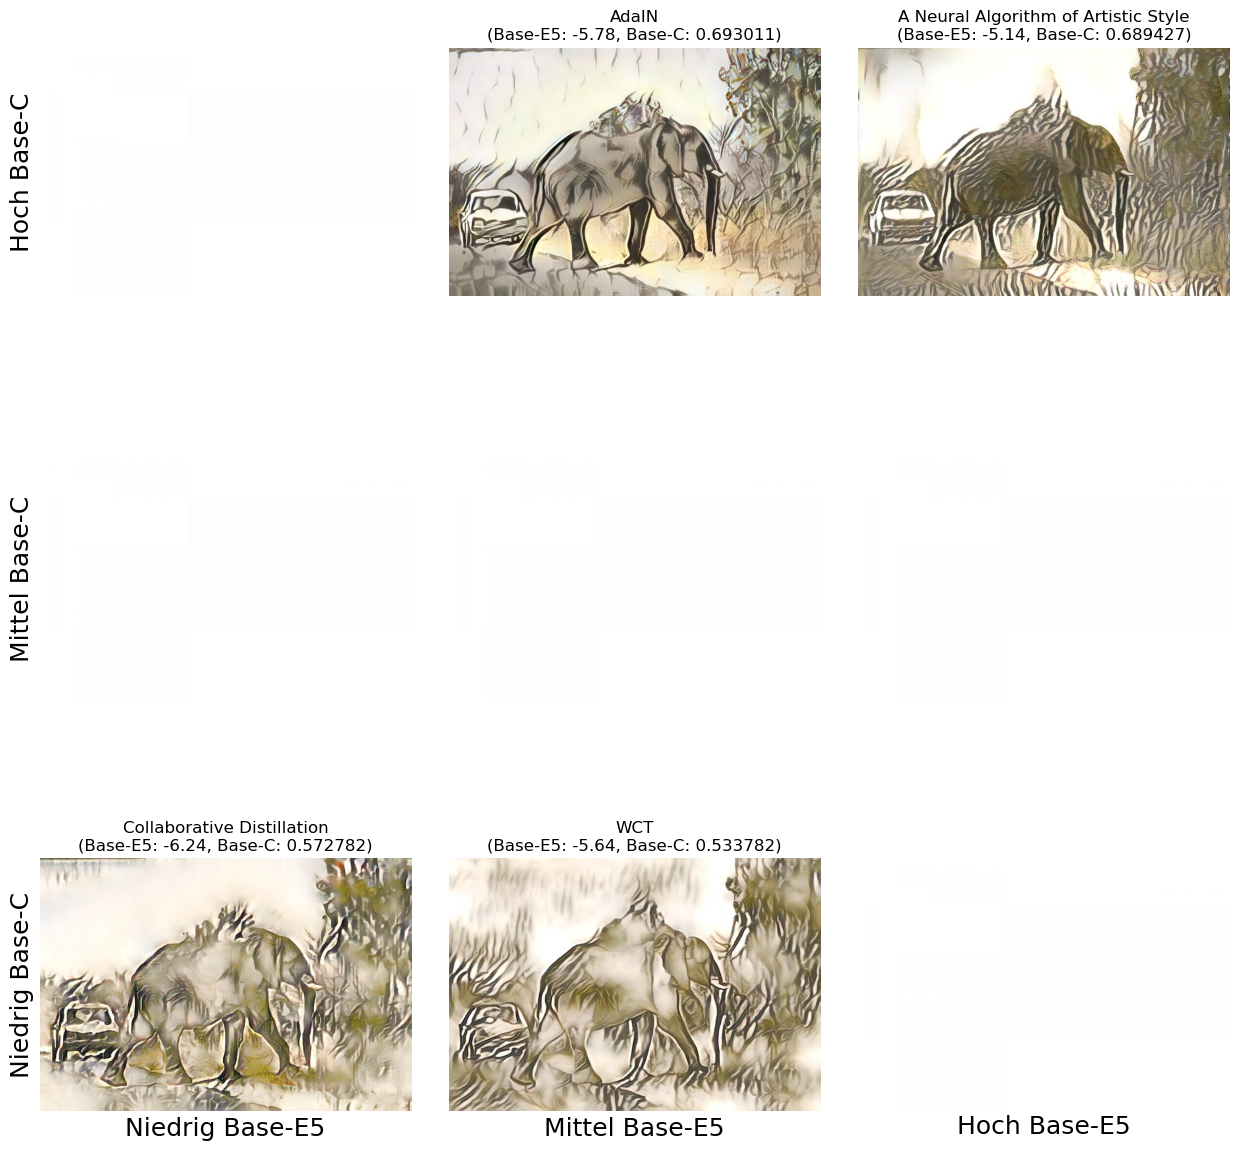 AdaIN
(Base-E5: -5.78, Base-C: 0.693011)
A Neural Algorithm of Artistic Style
(Base-E5: -5.14, Base-C: 0.689427)
Hoch Base-C
Mittel Base-C
Collaborative Distillation
(Base-E5: -6.24, Base-C: 0.572782)
WCT
(Base-E5: -5.64, Base-C: 0.533782)
Niedrig Base-C
Niedrig Base-E5
Mittel Base-E5
Hoch Base-E5